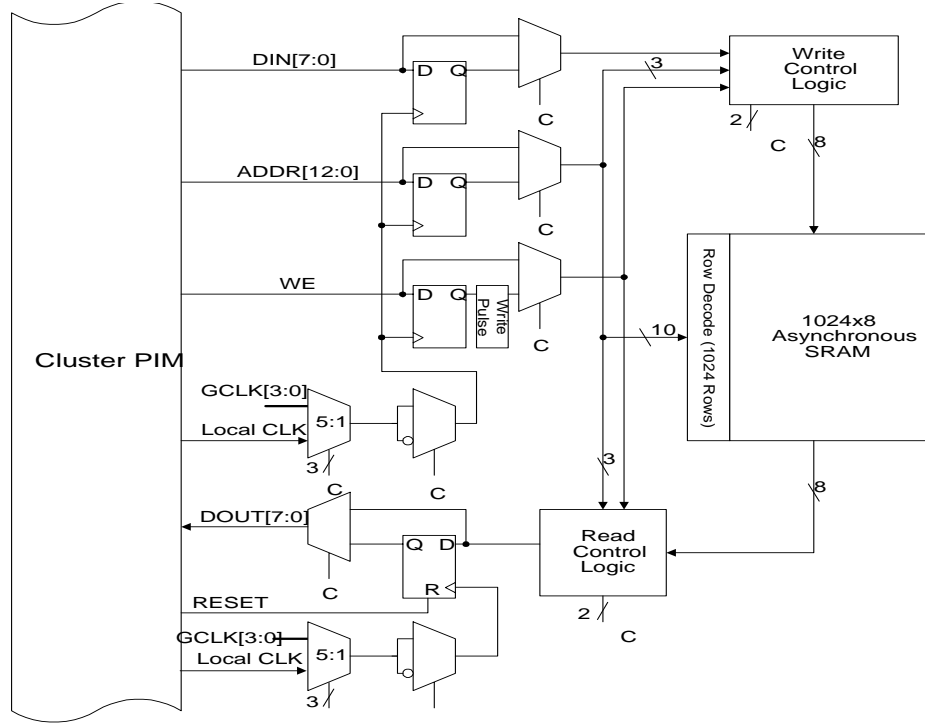 DIN[7:0]
D Q
C
3
Write
Control
Logic
2
C
8
ADDR[12:0]
D Q
C
WE
D Q
Write
Pulse
C
10
Row Decode (1024 Rows)
1024x8
Asynchronous
SRAM
Cluster PIM
GCLK[3:0]
Local CLK
5:1
3
C
C
3
8
DOUT[7:0]
C
Q D
R
Read
Control
Logic
2
C
RESET
GCLK[3:0]
Local CLK
5:1
3